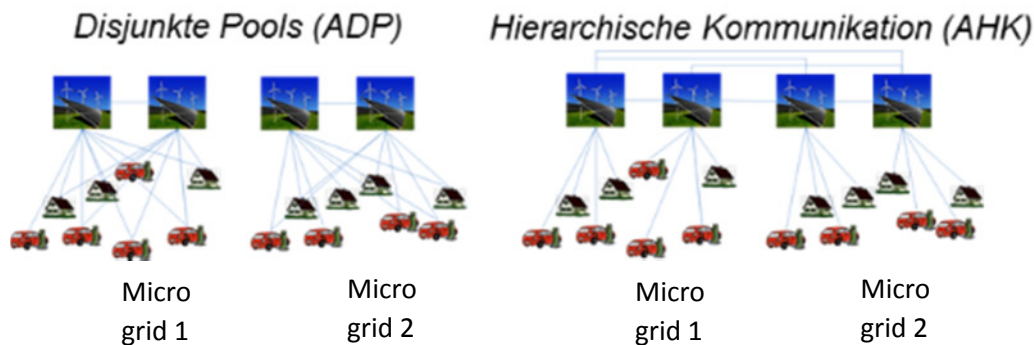 Disjunkte Pools (ADP)
Hierarchische Kommunikation (AHK)
Micro
grid 1
Micro
grid 2
Micro
grid 1
Micro
grid 2